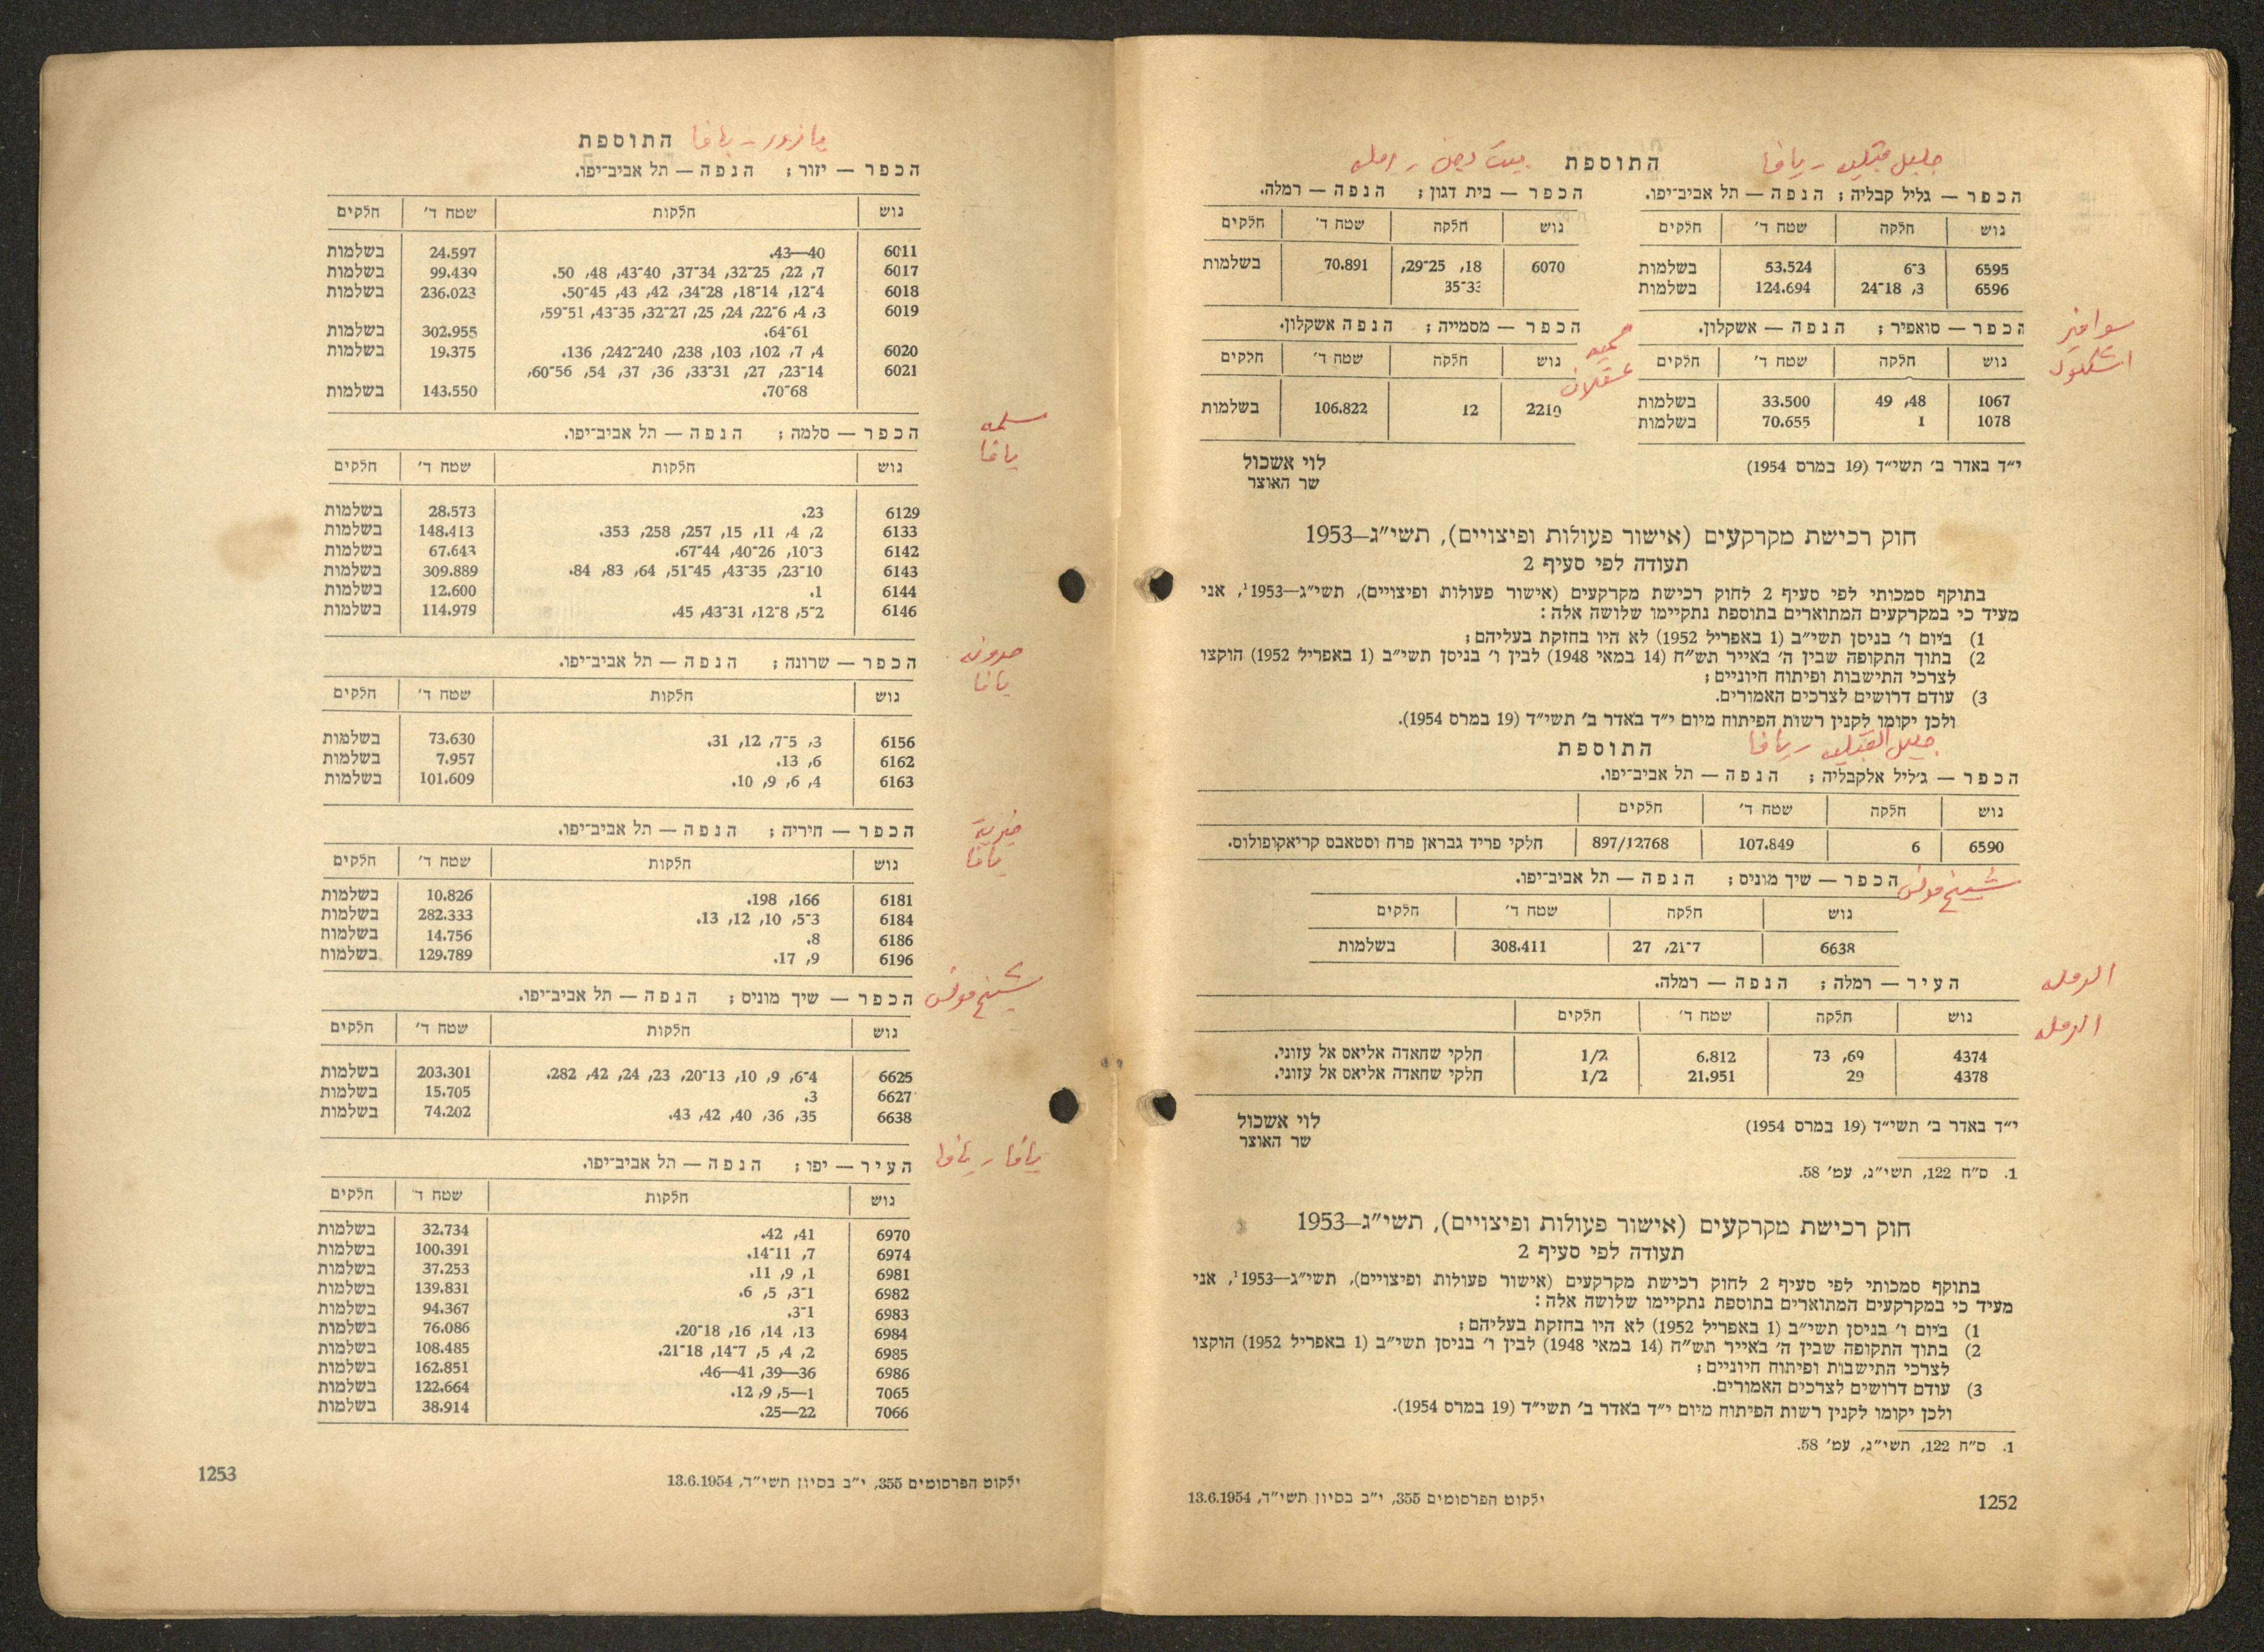 جليل قبليه - يافا
התוספת
بيت دجن - رمله
הכפר — גליל קבליה; הנפה — תל אביב־יפו.
גוש | חלקה | שטח ד׳ | חלקים
6595 | 3־6 | 53.524 | בשלמות
6596 | 3, 18־24 | 124.694 | בשלמות
הכפר — בית דגון; הנפה — רמלה.
גוש | חלקה | שטח ד׳ | חלקים
6070 | 18, 25־29, | 70.891 | בשלמות
33־35
سوافير
הכפר — סואפיר; הנפה — אשקלון.
גוש | חלקה | שטח ד׳ | חלקים
1067 | 48, 49 | 33.500 | בשלמות
1078 | 1 | 70.655 | בשלמות
עسقلان
הכפר — מסמייה; הנפה אשקלון.
גוש | חלקה | שטח ד׳ | חלקים
2210 | 12 | 106.822 | בשלמות
י״ד באדר ב׳ תשי״ד (19 במרס 1954)
לוי אשכול
שר האוצר
חוק רכישת מקרקעים (אישור פעולות ופיצויים), תשי״ג—1953
תעודה לפי סעיף 2
בתוקף סמכותי לפי סעיף 2 לחוק רכישת מקרקעים (אישור פעולות ופיצויים), תשי״ג—1953¹, אני
מעיד כי במקרקעים המתוארים בתוספת נתקיימו שלושה אלה:
1) ביום ו׳ בניסן תשי״ב (1 באפריל 1952) לא היו בחזקת בעליהם;
2) בתוך התקופה שבין ה׳ באייר תש״ח (14 במאי 1948) לבין ו׳ בניסן תשי״ב (1 באפריל 1952) הוקצו
לצרכי התישבות ופיתוח חיוניים;
3) עודם דרושים לצרכים האמורים.
ולכן יקומו לקנין רשות הפיתוח מיום י״ד באדר ב׳ תשי״ד (19 במרס 1954).
جليل القبليه - يافا
התוספת
הכפר — ג׳ליל אלקבליה; הנפה — תל אביב־יפו.
גוש | חלקה | שטח ד׳ | חלקים
6590 | 6 | 107.849 | 897/12768 | חלקי פריד גבראן פרח וסטאבס קריאקופולוס.
شيخ مونس
הכפר — שיך מוניס; הנפה — תל אביב־יפו.
גוש | חלקה | שטח ד׳ | חלקים
6638 | 7־21, 27 | 308.411 | בשלמות
الرمله
העיר — רמלה; הנפה — רמלה.
الرمله
גוש | חלקה | שטח ד׳ | חלקים
4374 | 69, 73 | 6.812 | 1/2 | חלקי שחאדה אליאס אל עזוני.
4378 | 29 | 21.951 | 1/2 | חלקי שחאדה אליאס אל עזוני.
י״ד באדר ב׳ תשי״ד (19 במרס 1954)
לוי אשכול
שר האוצר
1. ס״ח 122, תשי״ג, עמ׳ 58.
חוק רכישת מקרקעים (אישור פעולות ופיצויים), תשי״ג—1953
תעודה לפי סעיף 2
בתוקף סמכותי לפי סעיף 2 לחוק רכישת מקרקעים (אישור פעולות ופיצויים), תשי״ג—1953¹, אני
מעיד כי במקרקעים המתוארים בתוספת נתקיימו שלושה אלה:
1) ביום ו׳ בניסן תשי״ב (1 באפריל 1952) לא היו בחזקת בעליהם;
2) בתוך התקופה שבין ה׳ באייר תש״ח (14 במאי 1948) לבין ו׳ בניסן תשי״ב (1 באפריל 1952) הוקצו
לצרכי התישבות ופיתוח חיוניים;
3) עודם דרושים לצרכים האמורים.
ולכן יקומו לקנין רשות הפיתוח מיום י״ד באדר ב׳ תשי״ד (19 במרס 1954).
1. ס״ח 122, תשי״ג, עמ׳ 58.
1252
ילקוט הפרסומים 355, י״ב בסיון תשי״ד, 13.6.1954
התוספת
يازور - يافا
הכפר — יזור; הנפה — תל אביב־יפו.
גוש | חלקות | שטח ד׳ | חלקים
6011 | 40—43. | 24.597 | בשלמות
6017 | 7, 22, 25־32, 34־37, 40־43, 48, 50. | 99.439 | בשלמות
6018 | 4־12, 14־18, 28־34, 42, 43, 45־50. | 236.023 | בשלמות
6019 | 3, 4, 6־22, 24, 25, 27־32, 35־43, 51־59,
61־64. | 302.955 | בשלמות
6020 | 4, 7, 102, 103, 238, 240־242, 136. | 19.375 | בשלמות
6021 | 14־23, 27, 31־33, 36, 37, 54, 56־60,
68־70. | 143.550 | בשלמות
سلمه
يافا
הכפר — סלמה; הנפה — תל אביב־יפו.
גוש | חלקות | שטח ד׳ | חלקים
6129 | 23. | 28.573 | בשלמות
6133 | 2, 4, 11, 15, 257, 258, 353. | 148.413 | בשלמות
6142 | 3־10, 26־40, 44־67. | 67.643 | בשלמות
6143 | 10־23, 35־43, 45־51, 64, 83, 84. | 309.889 | בשלמות
6144 | 1. | 12.600 | בשלמות
6146 | 2־5, 8־12, 31־43, 45. | 114.979 | בשלמות
صرونه
يافا
הכפר — שרונה; הנפה — תל אביב־יפו.
גוש | חלקות | שטח ד׳ | חלקים
6156 | 3, 5־7, 12, 31. | 73.630 | בשלמות
6162 | 6, 13. | 7.957 | בשלמות
6163 | 4, 6, 9, 10. | 101.609 | בשלמות
خيرية
يافا
הכפר — חיריה; הנפה — תל אביב־יפו.
גוש | חלקות | שטח ד׳ | חלקים
6181 | 166, 198. | 10.826 | בשלמות
6184 | 3־5, 10, 12, 13. | 282.333 | בשלמות
6186 | 8. | 14.756 | בשלמות
6196 | 9, 17. | 129.789 | בשלמות
شيخ مونس
הכפר — שיך מוניס; הנפה — תל אביב־יפו.
גוש | חלקות | שטח ד׳ | חלקים
6625 | 4־6, 9, 10, 13־20, 23, 24, 42, 282. | 203.301 | בשלמות
6627 | 3. | 15.705 | בשלמות
6638 | 35, 36, 40, 42, 43. | 74.202 | בשלמות
يافا - يافا
העיר — יפו; הנפה — תל אביב־יפו.
גוש | חלקות | שטח ד׳ | חלקים
6970 | 41, 42. | 32.734 | בשלמות
6974 | 7, 11־14. | 100.391 | בשלמות
6981 | 1, 9, 11. | 37.253 | בשלמות
6982 | 1־3, 5, 6. | 139.831 | בשלמות
6983 | 1־3. | 94.367 | בשלמות
6984 | 13, 14, 16, 18־20. | 76.086 | בשלמות
6985 | 2, 4, 5, 7־14, 18־21. | 108.485 | בשלמות
6986 | 36—39, 41—46. | 162.851 | בשלמות
7065 | 1—5, 9, 12. | 122.664 | בשלמות
7066 | 22—25. | 38.914 | בשלמות
ילקוט הפרסומים 355, י״ב בסיון תשי״ד, 13.6.1954
1253